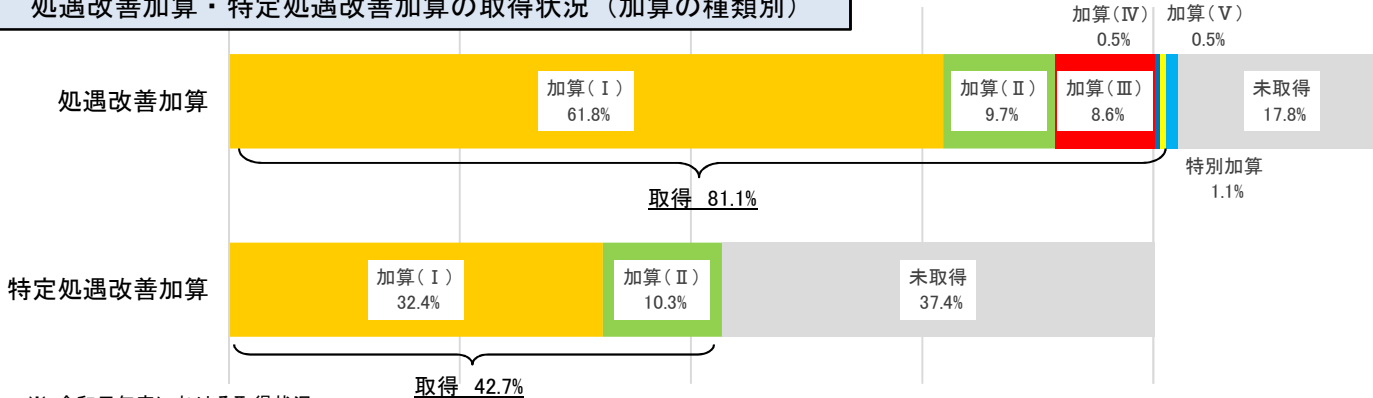 処遇改善加算・特定処遇改善加算の取得状況（加算の種類別）
加算(Ⅳ)
0.5%
加算(Ⅴ)
0.5%
処遇改善加算
加算(Ⅰ)
61.8%
加算(Ⅱ)
9.7%
加算(Ⅲ)
8.6%
未取得
17.8%
特別加算
1.1%
取得 81.1%
特定処遇改善加算
加算(Ⅰ)
32.4%
加算(Ⅱ)
10.3%
未取得
37.4%
取得 42.7%